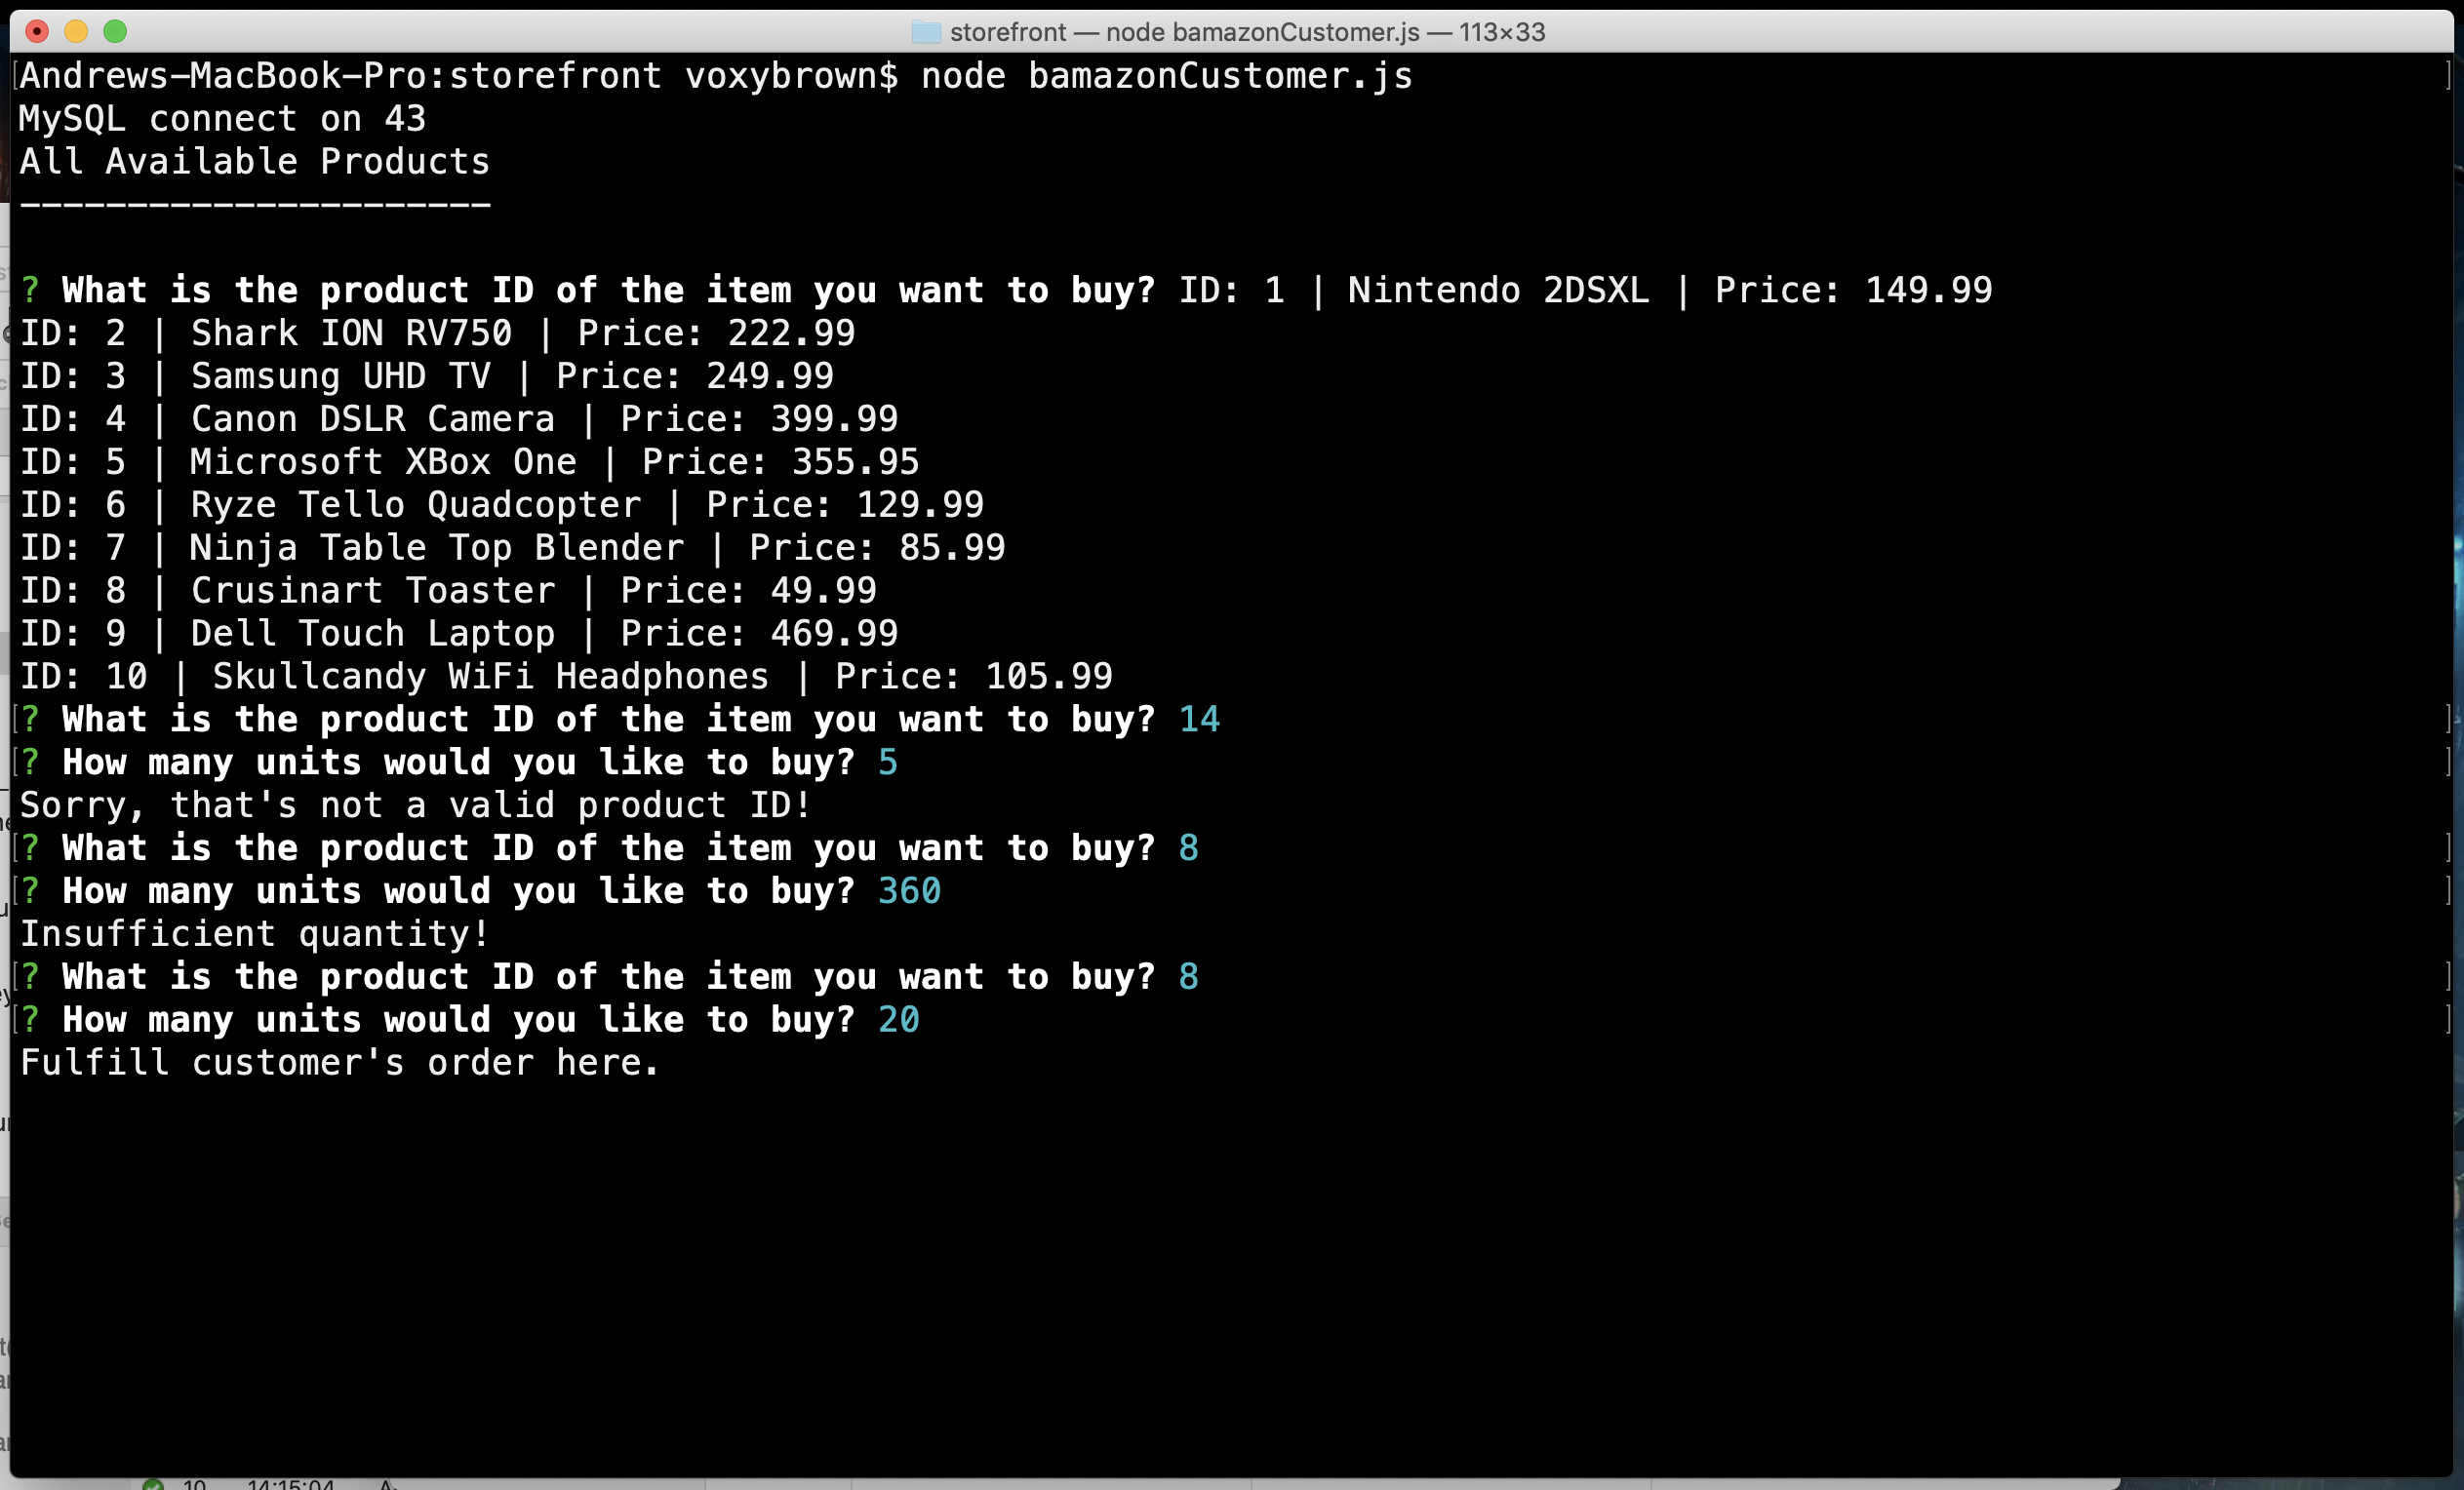 storefront — node bamazonCustomer.js — 113×33
[Andrews-MacBook-Pro:storefront voxybrown$ node bamazonCustomer.js ]
MySQL connect on 43
All Available Products
----------------------
? What is the product ID of the item you want to buy? ID: 1 | Nintendo 2DSXL | Price: 149.99
ID: 2 | Shark ION RV750 | Price: 222.99
ID: 3 | Samsung UHD TV | Price: 249.99
ID: 4 | Canon DSLR Camera | Price: 399.99
ID: 5 | Microsoft XBox One | Price: 355.95
ID: 6 | Ryze Tello Quadcopter | Price: 129.99
ID: 7 | Ninja Table Top Blender | Price: 85.99
ID: 8 | Crusinart Toaster | Price: 49.99
ID: 9 | Dell Touch Laptop | Price: 469.99
ID: 10 | Skullcandy WiFi Headphones | Price: 105.99
[? What is the product ID of the item you want to buy? 14 ]
[? How many units would you like to buy? 5 ]
Sorry, that's not a valid product ID!
[? What is the product ID of the item you want to buy? 8 ]
[? How many units would you like to buy? 360 ]
Insufficient quantity!
[? What is the product ID of the item you want to buy? 8 ]
[? How many units would you like to buy? 20 ]
Fulfill customer's order here.
10 14:15:04